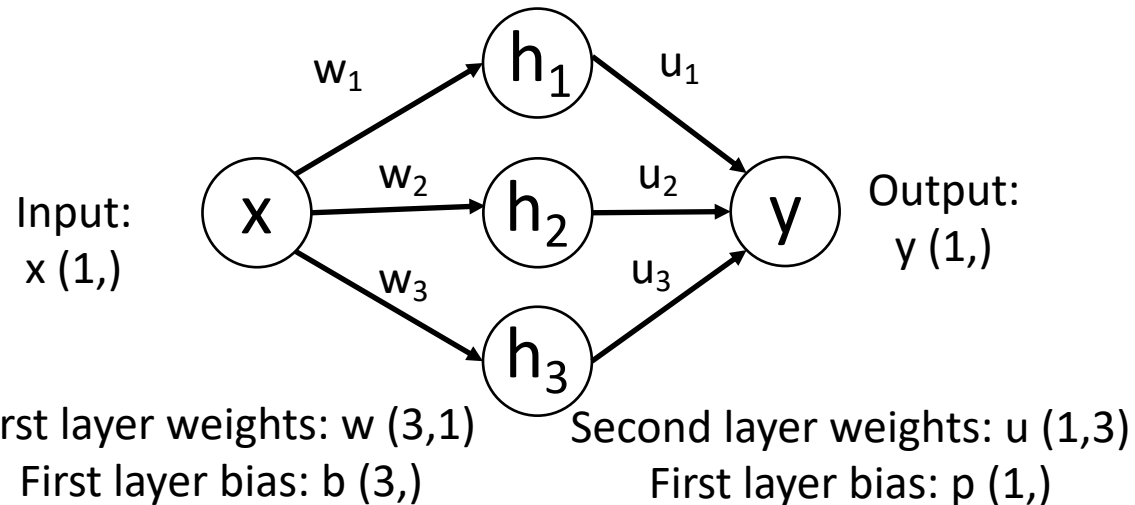 w₁
h₁
u₁
Input:
x (1,)
x
w₂
h₂
u₂
y
Output:
y (1,)
w₃
h₃
u₃
rst layer weights: w (3,1)
First layer bias: b (3,)
Second layer weights: u (1,3)
First layer bias: p (1,)